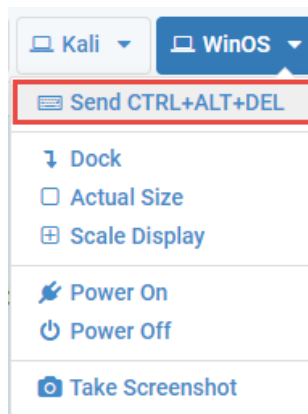 Kali WinOS
Send CTRL+ALT+DEL
Dock
Actual Size
Scale Display
Power On
Power Off
Take Screenshot